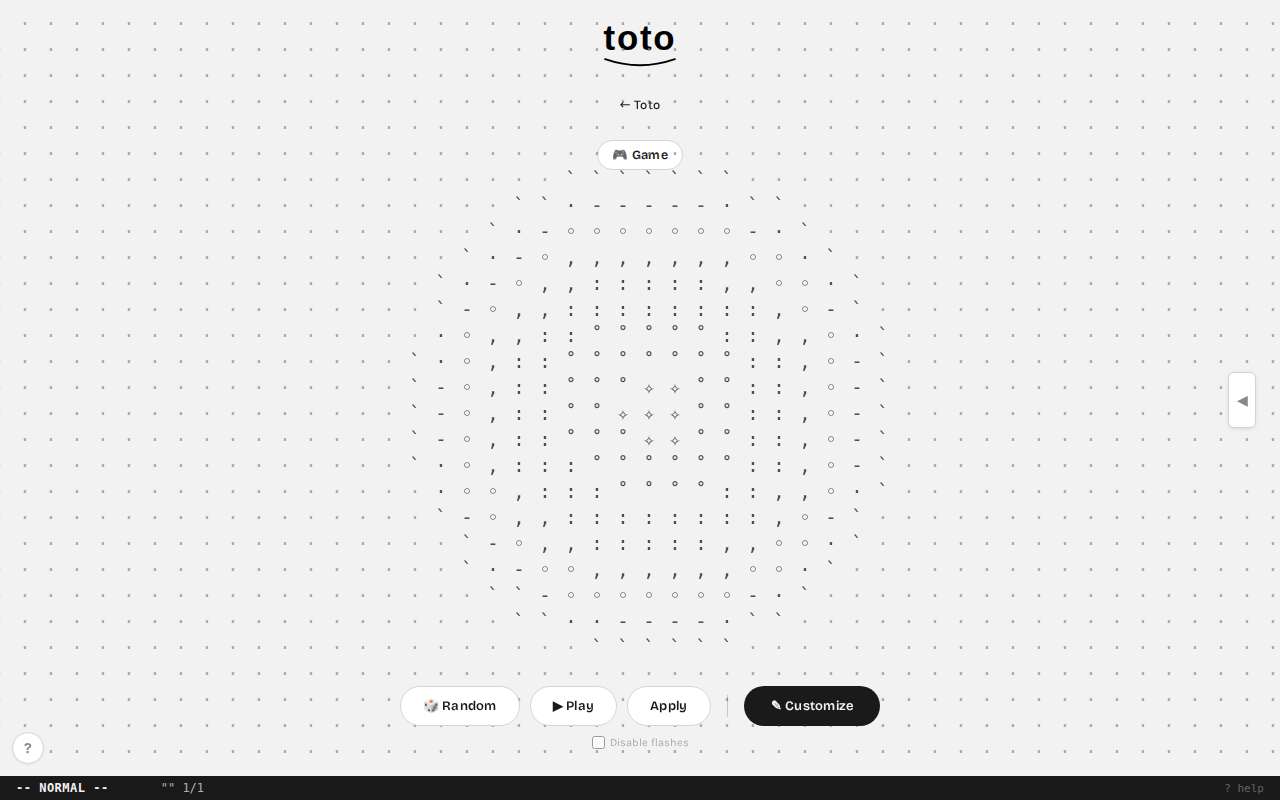 toto
← Toto
🎮 Game
🎲 Random
▶ Play
Apply
✎ Customize
Disable flashes
?
◀
-- NORMAL --
"" 1/1
? help